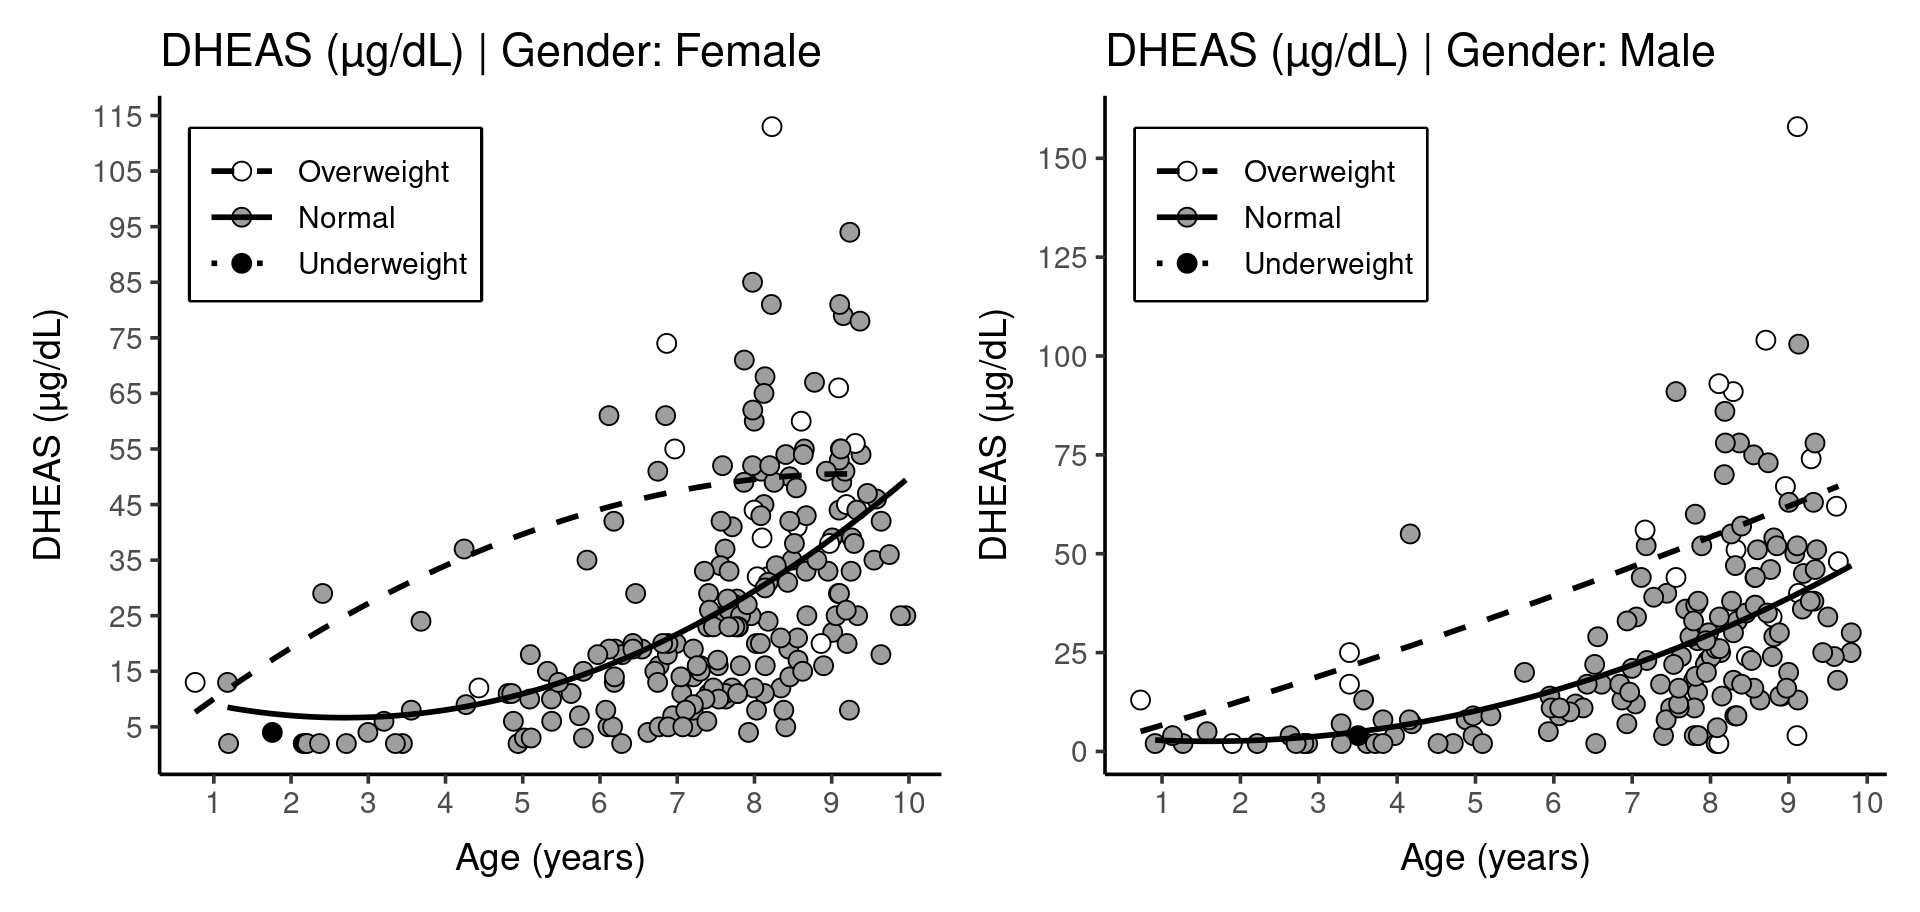 DHEAS (µg/dL) | Gender: Female
115
105
95
85
75
65
55
45
35
25
15
5
DHEAS (µg/dL)
Overweight
Normal
Underweight
1 2 3 4 5 6 7 8 9 10
Age (years)
DHEAS (µg/dL) | Gender: Male
150
125
100
75
50
25
0
DHEAS (µg/dL)
Overweight
Normal
Underweight
1 2 3 4 5 6 7 8 9 10
Age (years)